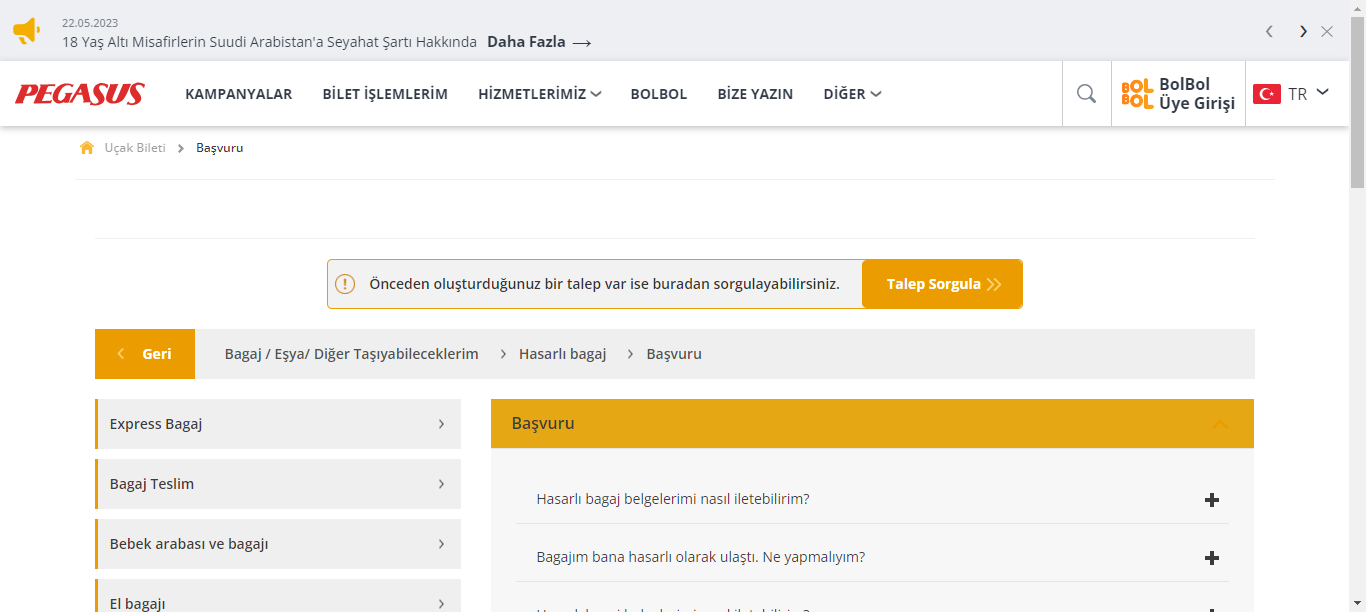 22.05.2023
18 Yaş Altı Misafirlerin Suudi Arabistan'a Seyahat Şartı Hakkında Daha Fazla
PEGASUS KAMPANYALAR BİLET İŞLEMLERİM HİZMETLERİMİZ BOLBOL BİZE YAZIN DİĞER BOL BOL BolBol Üye Girişi TR
Uçak Bileti Başvuru
Önceden oluşturduğunuz bir talep var ise buradan sorgulayabilirsiniz. Talep Sorgula
Geri Bagaj / Eşya/ Diğer Taşıyabileceklerim Hasarlı bagaj Başvuru
Express Bagaj
Bagaj Teslim
Bebek arabası ve bagajı
El bagajı
Başvuru
Hasarlı bagaj belgelerimi nasıl iletebilirim?
Bagajım bana hasarlı olarak ulaştı. Ne yapmalıyım?